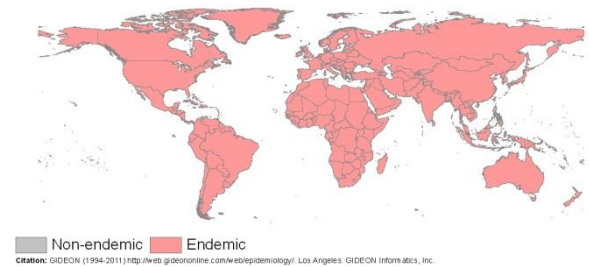 Non-endemic Endemic
Citation: GIDEON (1994-2011) http://web.gideononline.com/web/epidemiology/. Los Angeles: GIDEON Informatics, Inc.